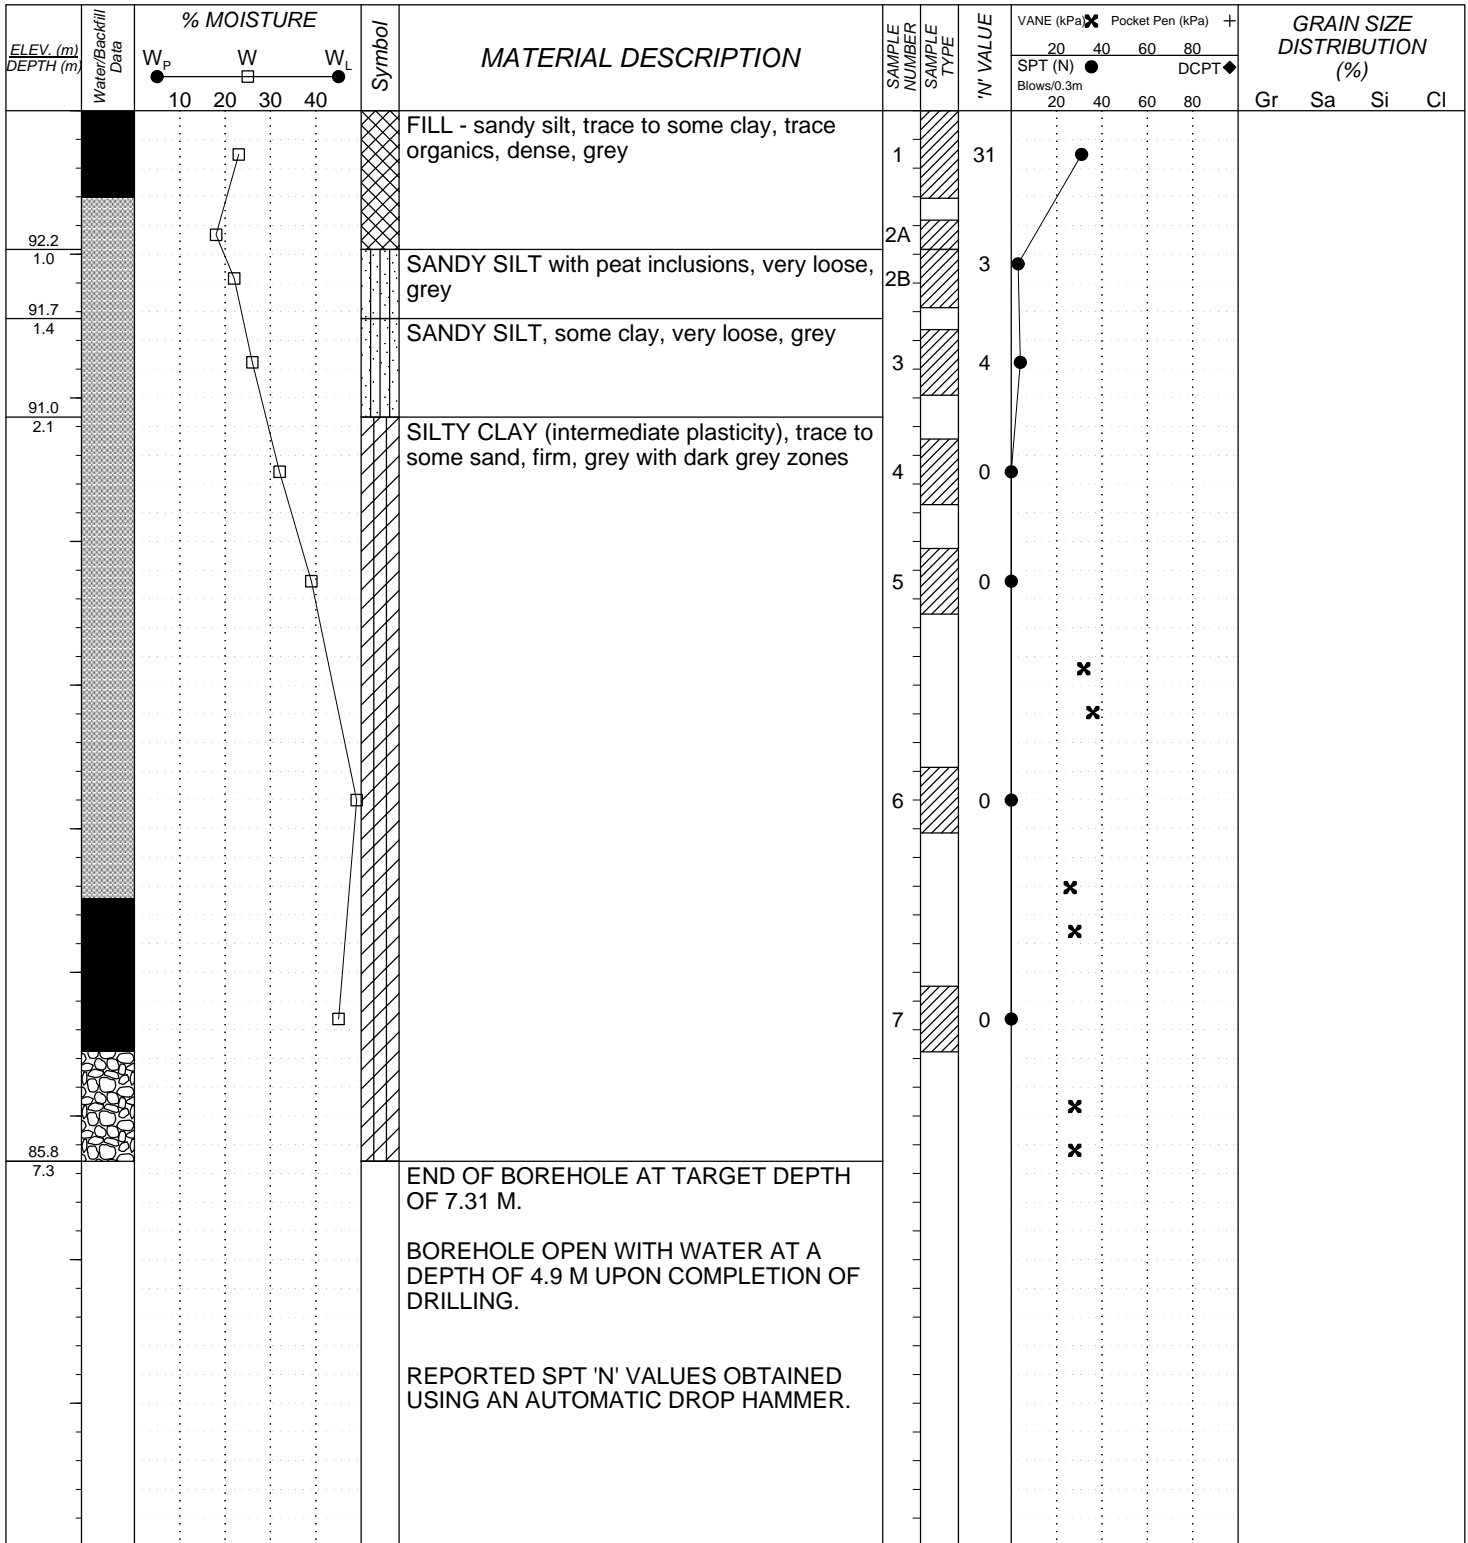 ELEV. (m)
DEPTH (m)
Water/Backfill
Data
% MOISTURE
WP W WL
10 20 30 40
Symbol
MATERIAL DESCRIPTION
SAMPLE
NUMBER
SAMPLE
TYPE
'N' VALUE
VANE (kPa) Pocket Pen (kPa)
20 40 60 80
SPT (N) DCPT
Blows/0.3m
20 40 60 80
GRAIN SIZE
DISTRIBUTION
(%)
Gr Sa Si Cl
FILL - sandy silt, trace to some clay, trace
organics, dense, grey
1 31
2A
92.2
1.0
SANDY SILT with peat inclusions, very loose,
grey
2B 3
91.7
1.4
SANDY SILT, some clay, very loose, grey
3 4
91.0
2.1
SILTY CLAY (intermediate plasticity), trace to
some sand, firm, grey with dark grey zones
4 0
5 0
6 0
7 0
85.8
7.3
END OF BOREHOLE AT TARGET DEPTH
OF 7.31 M.
BOREHOLE OPEN WITH WATER AT A
DEPTH OF 4.9 M UPON COMPLETION OF
DRILLING.
REPORTED SPT 'N' VALUES OBTAINED
USING AN AUTOMATIC DROP HAMMER.